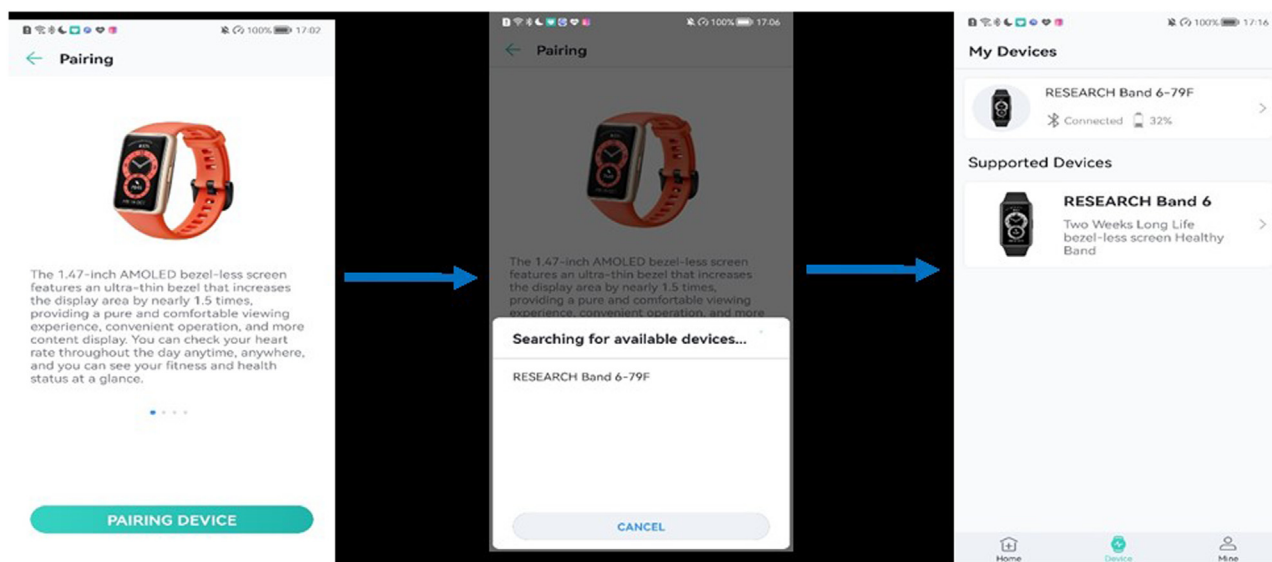 100% 17:02
Pairing
The 1.47-inch AMOLED bezel-less screen
features an ultra-thin bezel that increases
the display area by nearly 1.5 times,
providing a pure and comfortable viewing
experience, convenient operation, and more
content display. You can check your heart
rate throughout the day anytime, anywhere,
and you can see your fitness and health
status at a glance.
PAIRING DEVICE
100% 17:06
Pairing
The 1.47-inch AMOLED bezel-less screen
features an ultra-thin bezel that increases
the display area by nearly 1.5 times,
providing a pure and comfortable viewing
experience, convenient operation, and more
Searching for available devices...
RESEARCH Band 6-79F
CANCEL
100% 17:16
My Devices
RESEARCH Band 6-79F
Connected 32%
Supported Devices
RESEARCH Band 6
Two Weeks Long Life
bezel-less screen Healthy
Band
Home Device Mine